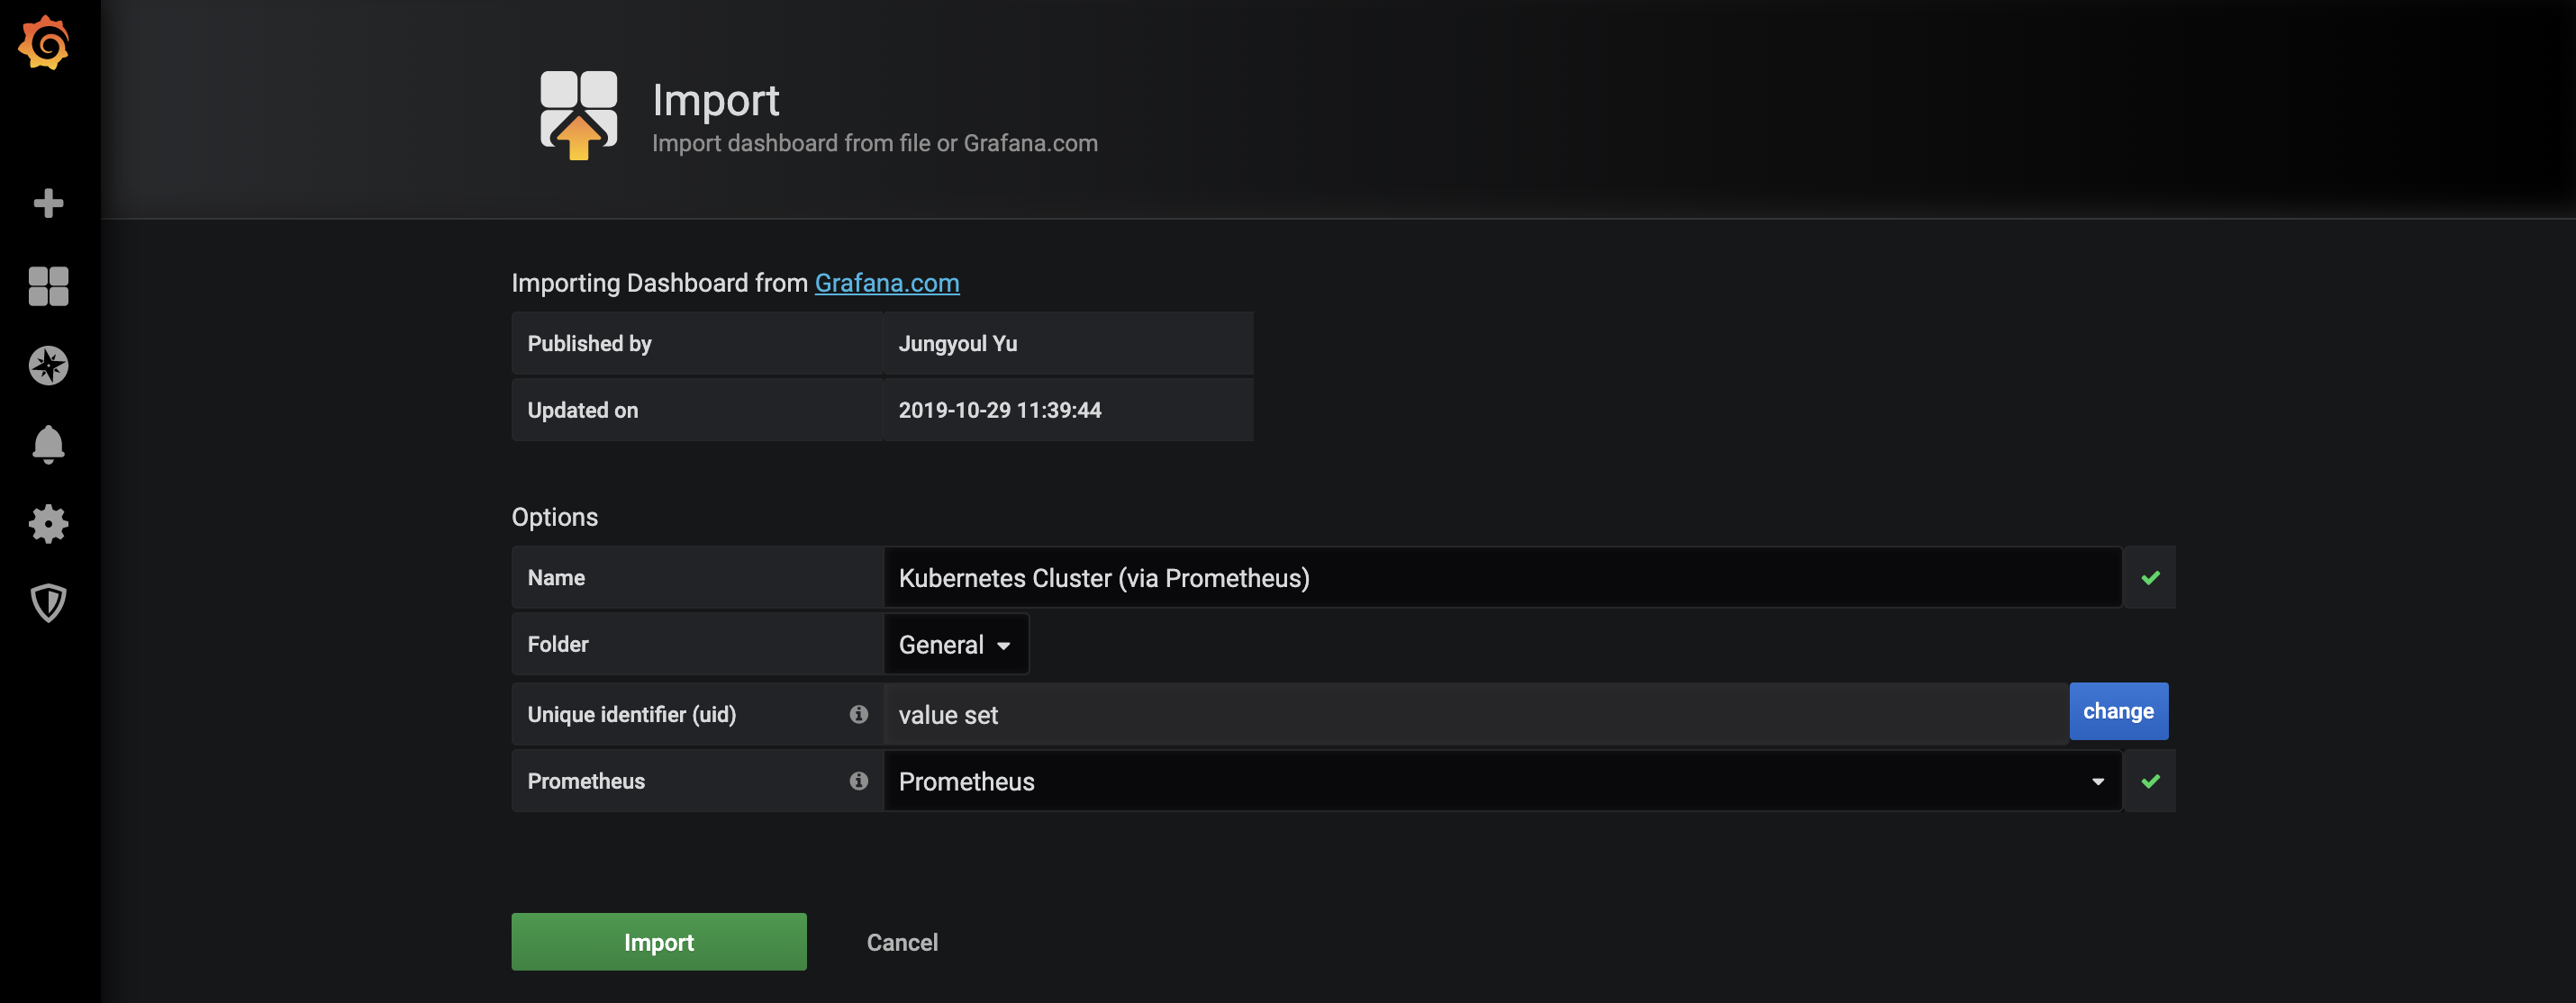 Import
Import dashboard from file or Grafana.com
Importing Dashboard from Grafana.com
Published by Jungyoul Yu
Updated on 2019-10-29 11:39:44
Options
Name Kubernetes Cluster (via Prometheus)
Folder General
Unique identifier (uid) value set change
Prometheus Prometheus
Import Cancel